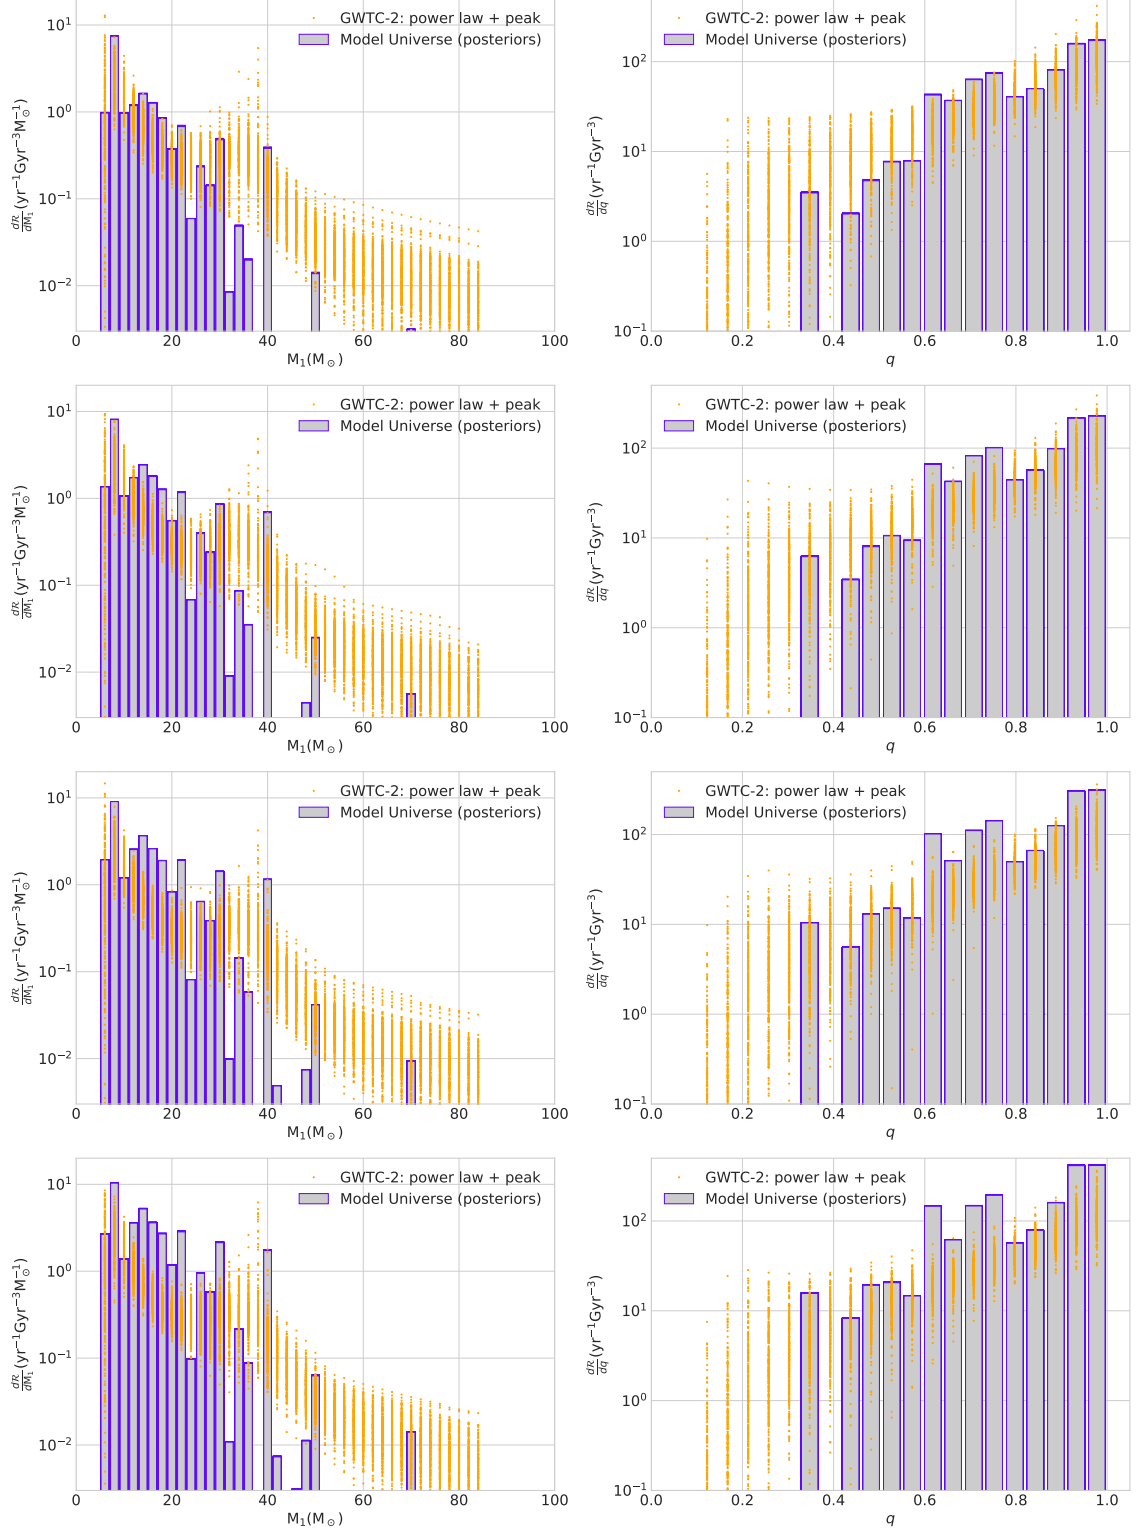 GWTC-2: power law + peak
Model Universe (posteriors)
10¹
10⁰
10⁻¹
10⁻²
dR/dM₁ (yr⁻¹Gyr⁻³M⊙⁻¹)
0 20 40 60 80 100
M₁(M⊙)
GWTC-2: power law + peak
Model Universe (posteriors)
10²
10¹
10⁰
10⁻¹
dR/dq (yr⁻¹Gyr⁻³)
0.0 0.2 0.4 0.6 0.8 1.0
q
GWTC-2: power law + peak
Model Universe (posteriors)
10¹
10⁰
10⁻¹
10⁻²
dR/dM₁ (yr⁻¹Gyr⁻³M⊙⁻¹)
0 20 40 60 80 100
M₁(M⊙)
GWTC-2: power law + peak
Model Universe (posteriors)
10²
10¹
10⁰
10⁻¹
dR/dq (yr⁻¹Gyr⁻³)
0.0 0.2 0.4 0.6 0.8 1.0
q
GWTC-2: power law + peak
Model Universe (posteriors)
10¹
10⁰
10⁻¹
10⁻²
dR/dM₁ (yr⁻¹Gyr⁻³M⊙⁻¹)
0 20 40 60 80 100
M₁(M⊙)
GWTC-2: power law + peak
Model Universe (posteriors)
10²
10¹
10⁰
10⁻¹
dR/dq (yr⁻¹Gyr⁻³)
0.0 0.2 0.4 0.6 0.8 1.0
q
GWTC-2: power law + peak
Model Universe (posteriors)
10¹
10⁰
10⁻¹
10⁻²
dR/dM₁ (yr⁻¹Gyr⁻³M⊙⁻¹)
0 20 40 60 80 100
M₁(M⊙)
GWTC-2: power law + peak
Model Universe (posteriors)
10²
10¹
10⁰
10⁻¹
dR/dq (yr⁻¹Gyr⁻³)
0.0 0.2 0.4 0.6 0.8 1.0
q